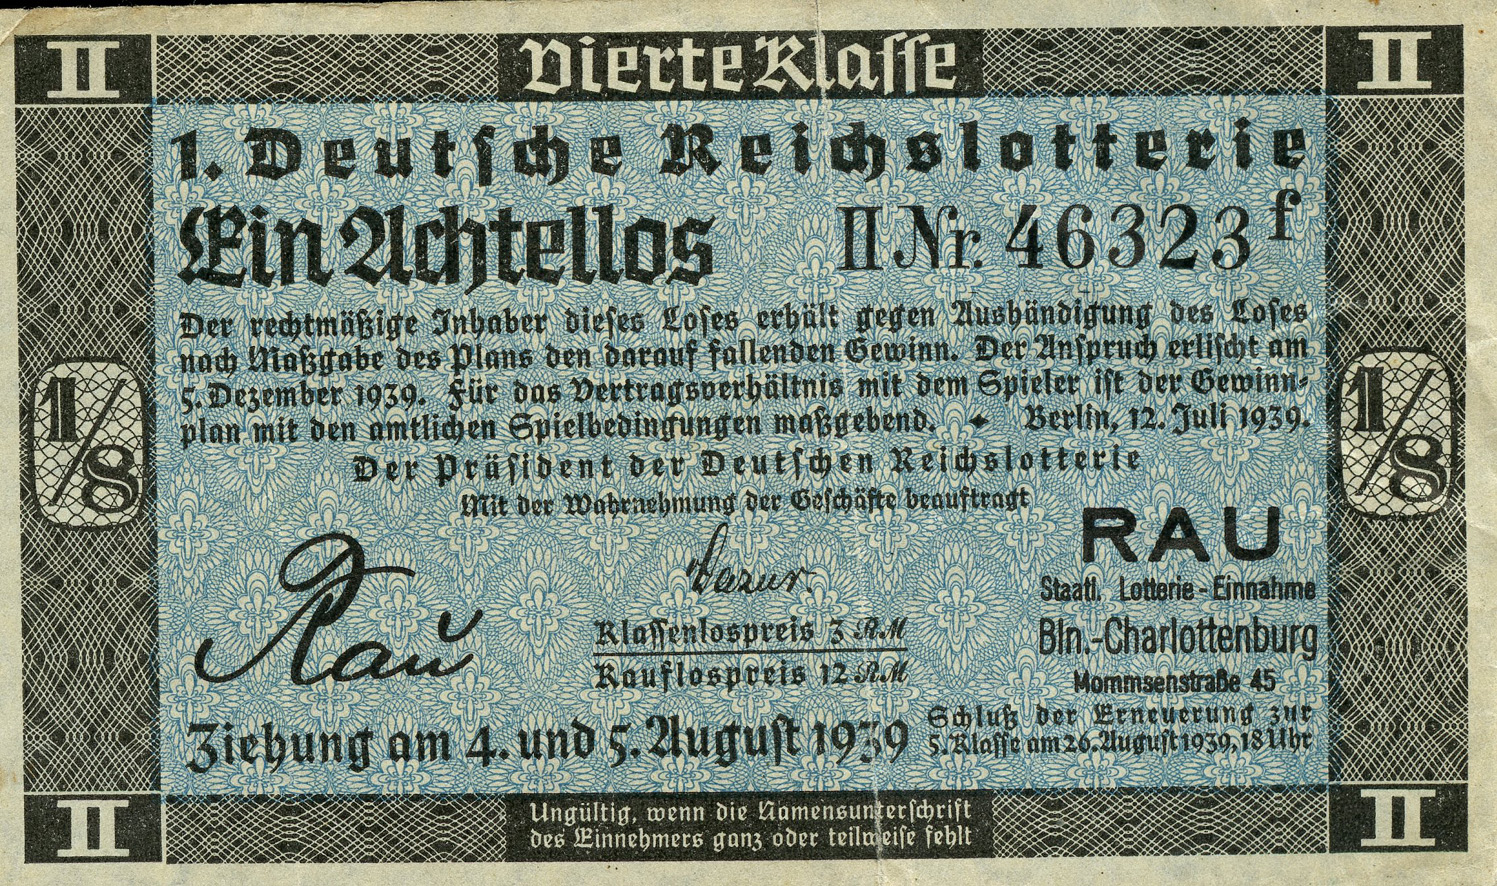 II Vierte Klasse II
1. Deutsche Reichslotterie
Ein Achtellos II Nr. 46323 f
Der rechtmäßige Inhaber dieses Loses erhält gegen Aushändigung des Loses
nach Maßgabe des Plans den darauf fallenden Gewinn. Der Anspruch erlischt am
5. Dezember 1939. Für das Vertragsverhältnis mit dem Spieler ist der Gewinn-
plan mit den amtlichen Spielbedingungen maßgebend. ✦ Berlin, 12. Juli 1939.
1/8
1/8
Der Präsident der Deutschen Reichslotterie
Mit der Wahrnehmung der Geschäfte beauftragt
Rau
RAU
Staatl. Lotterie-Einnahme
Bln.-Charlottenburg
Mommsenstraße 45
Klassenlospreis 3 RM
Kauflospreis 12 RM
Ziehung am 4. und 5. August 1939
Schluß der Erneuerung zur
5. Klasse am 26. August 1939, 18 Uhr
II II
Ungültig, wenn die Namensunterschrift
des Einnehmers ganz oder teilweise fehlt